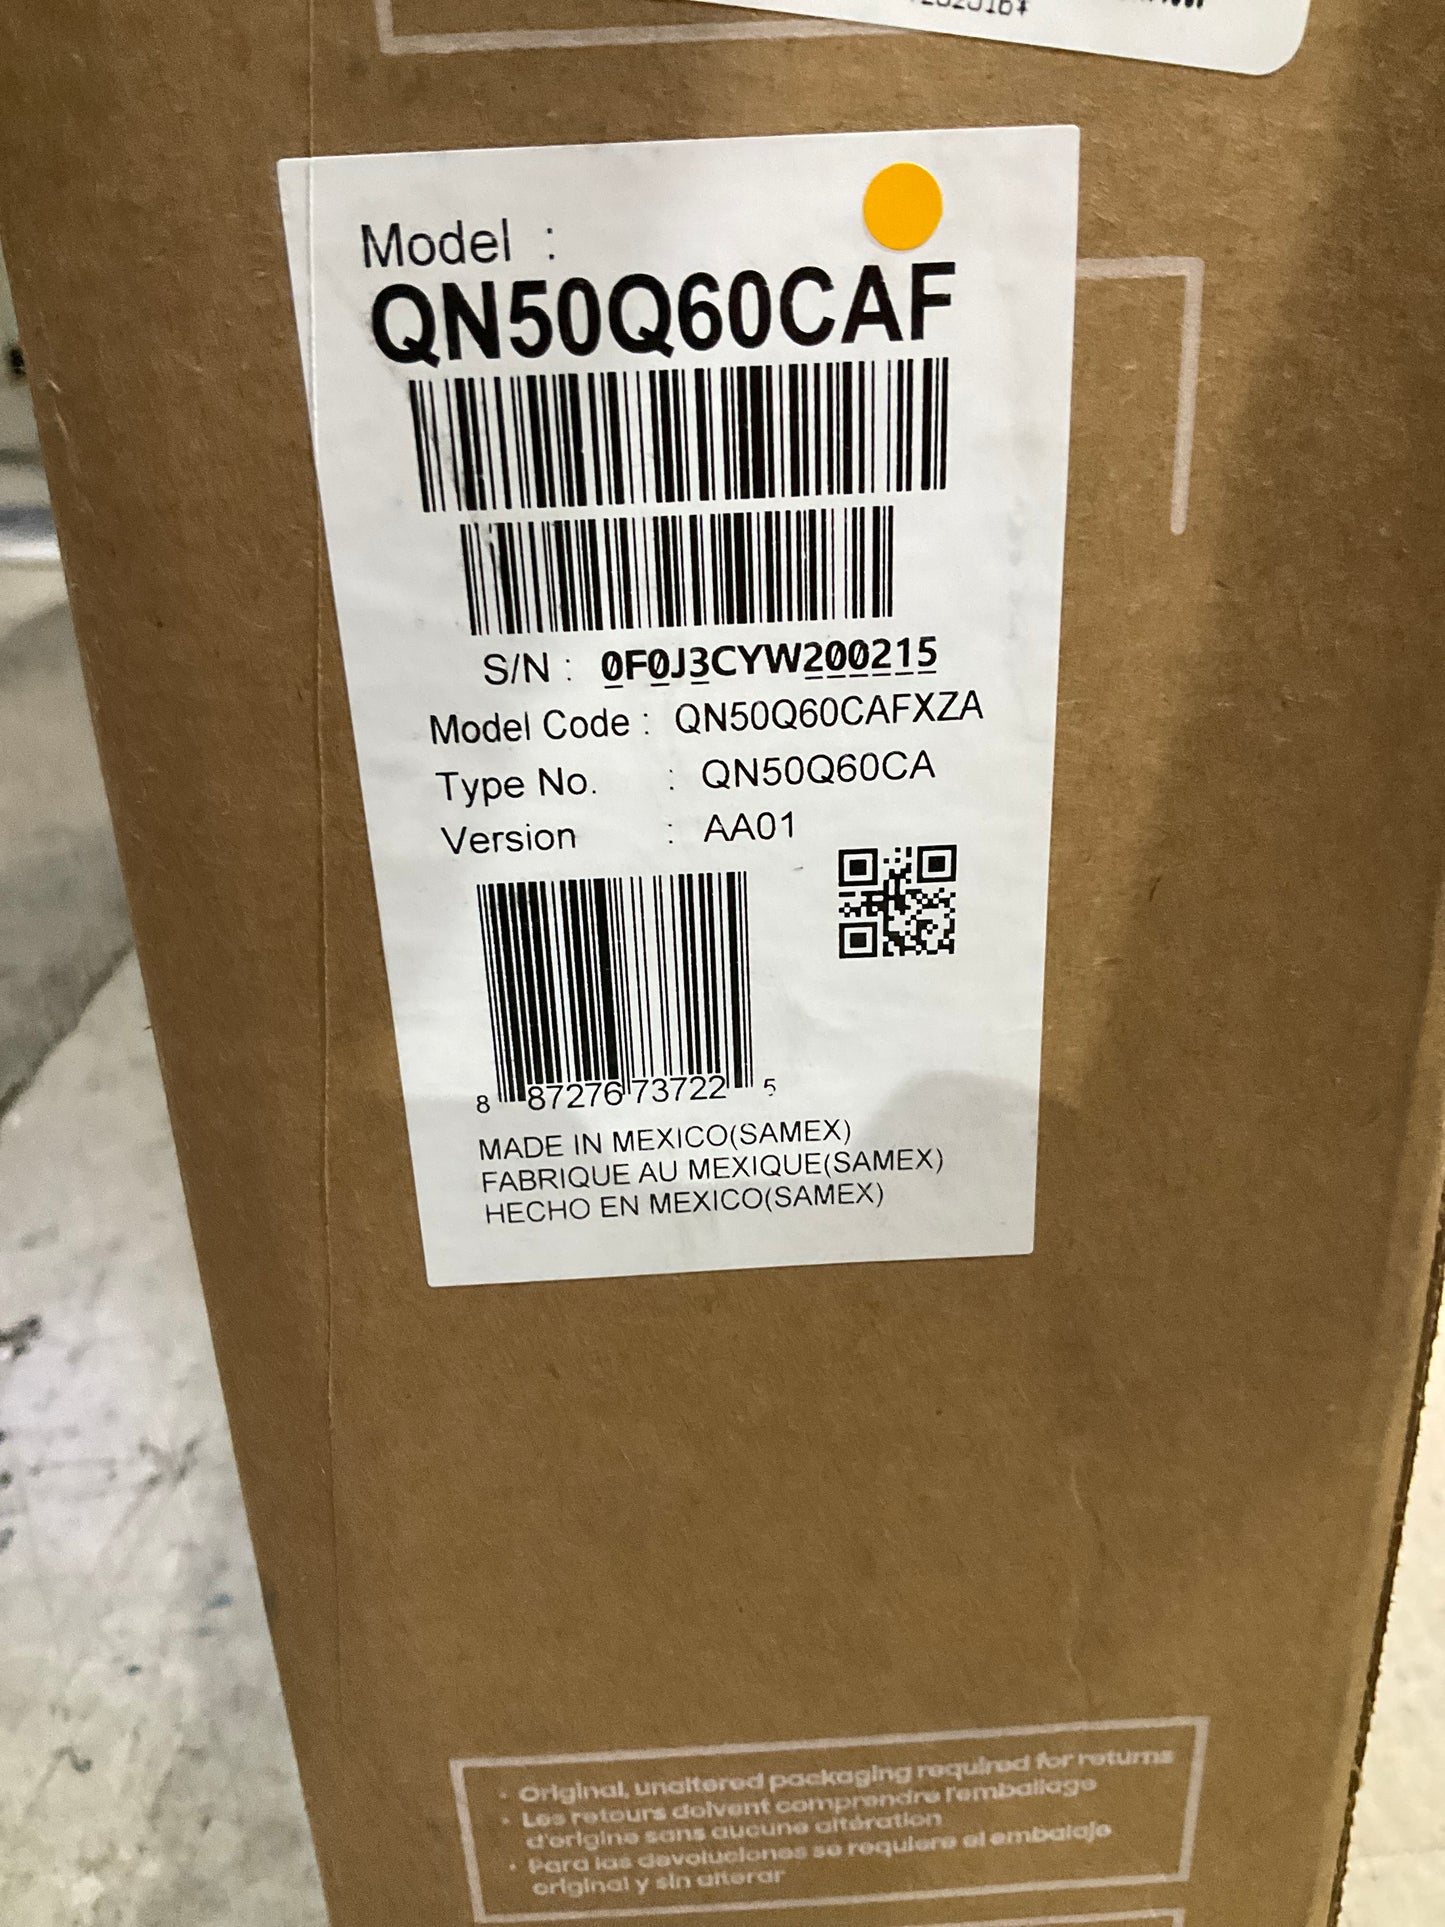 Model :
QN50Q60CAF
S/N : 0F0J3CYW200215
Model Code : QN50Q60CAFXZA
Type No. : QN50Q60CA
Version : AA01
8 87276 73722 5
MADE IN MEXICO(SAMEX)
FABRIQUE AU MEXIQUE(SAMEX)
HECHO EN MEXICO(SAMEX)
• Original, unaltered packaging required for returns
• Les retours doivent comprendre l'emballage
d'origine sans aucune altération
• Para las devoluciones se requiere el embalaje
original y sin alterar